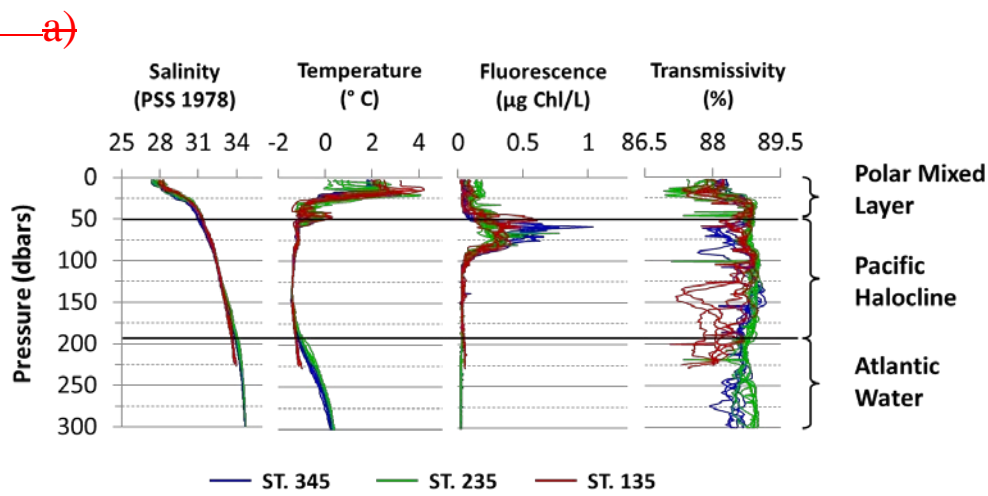 a)
Salinity Temperature Fluorescence Transmissivity
(PSS 1978) (° C) (µg Chl/L) (%)
25 28 31 34 -2 0 2 4 0 0.5 1 86.5 88 89.5
0
50
100
150
200
250
300
Pressure (dbars)
Polar Mixed
Layer
Pacific
Halocline
Atlantic
Water
ST. 345 ST. 235 ST. 135